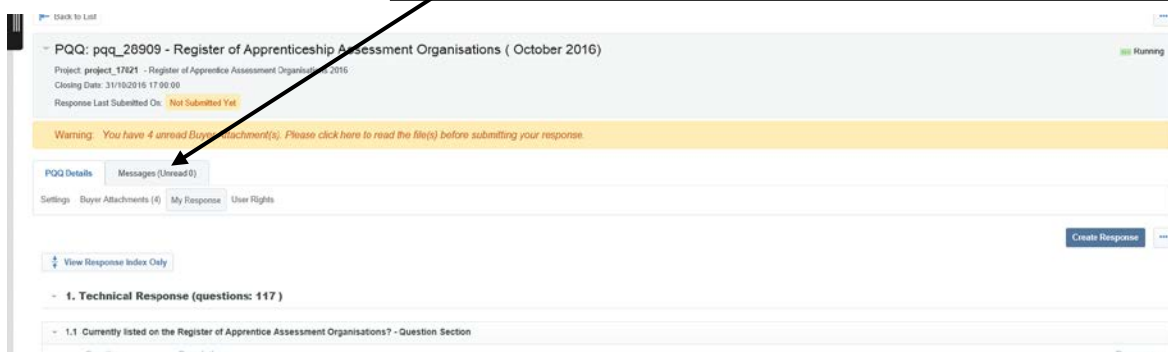 Back to List
PQQ: pqq_28909 - Register of Apprenticeship Assessment Organisations ( October 2016)
Running
Project: project_17021 - Register of Apprentice Assessment Organisations 2016
Closing Date: 31/10/2016 17:00:00
Response Last Submitted On: Not Submitted Yet
Warning: You have 4 unread Buyer Attachment(s). Please click here to read the file(s) before submitting your response.
PQQ Details Messages (Unread 0)
Settings Buyer Attachments (4) My Response User Rights
Create Response
View Response Index Only
1. Technical Response (questions: 117 )
1.1 Currently listed on the Register of Apprentice Assessment Organisations? - Question Section